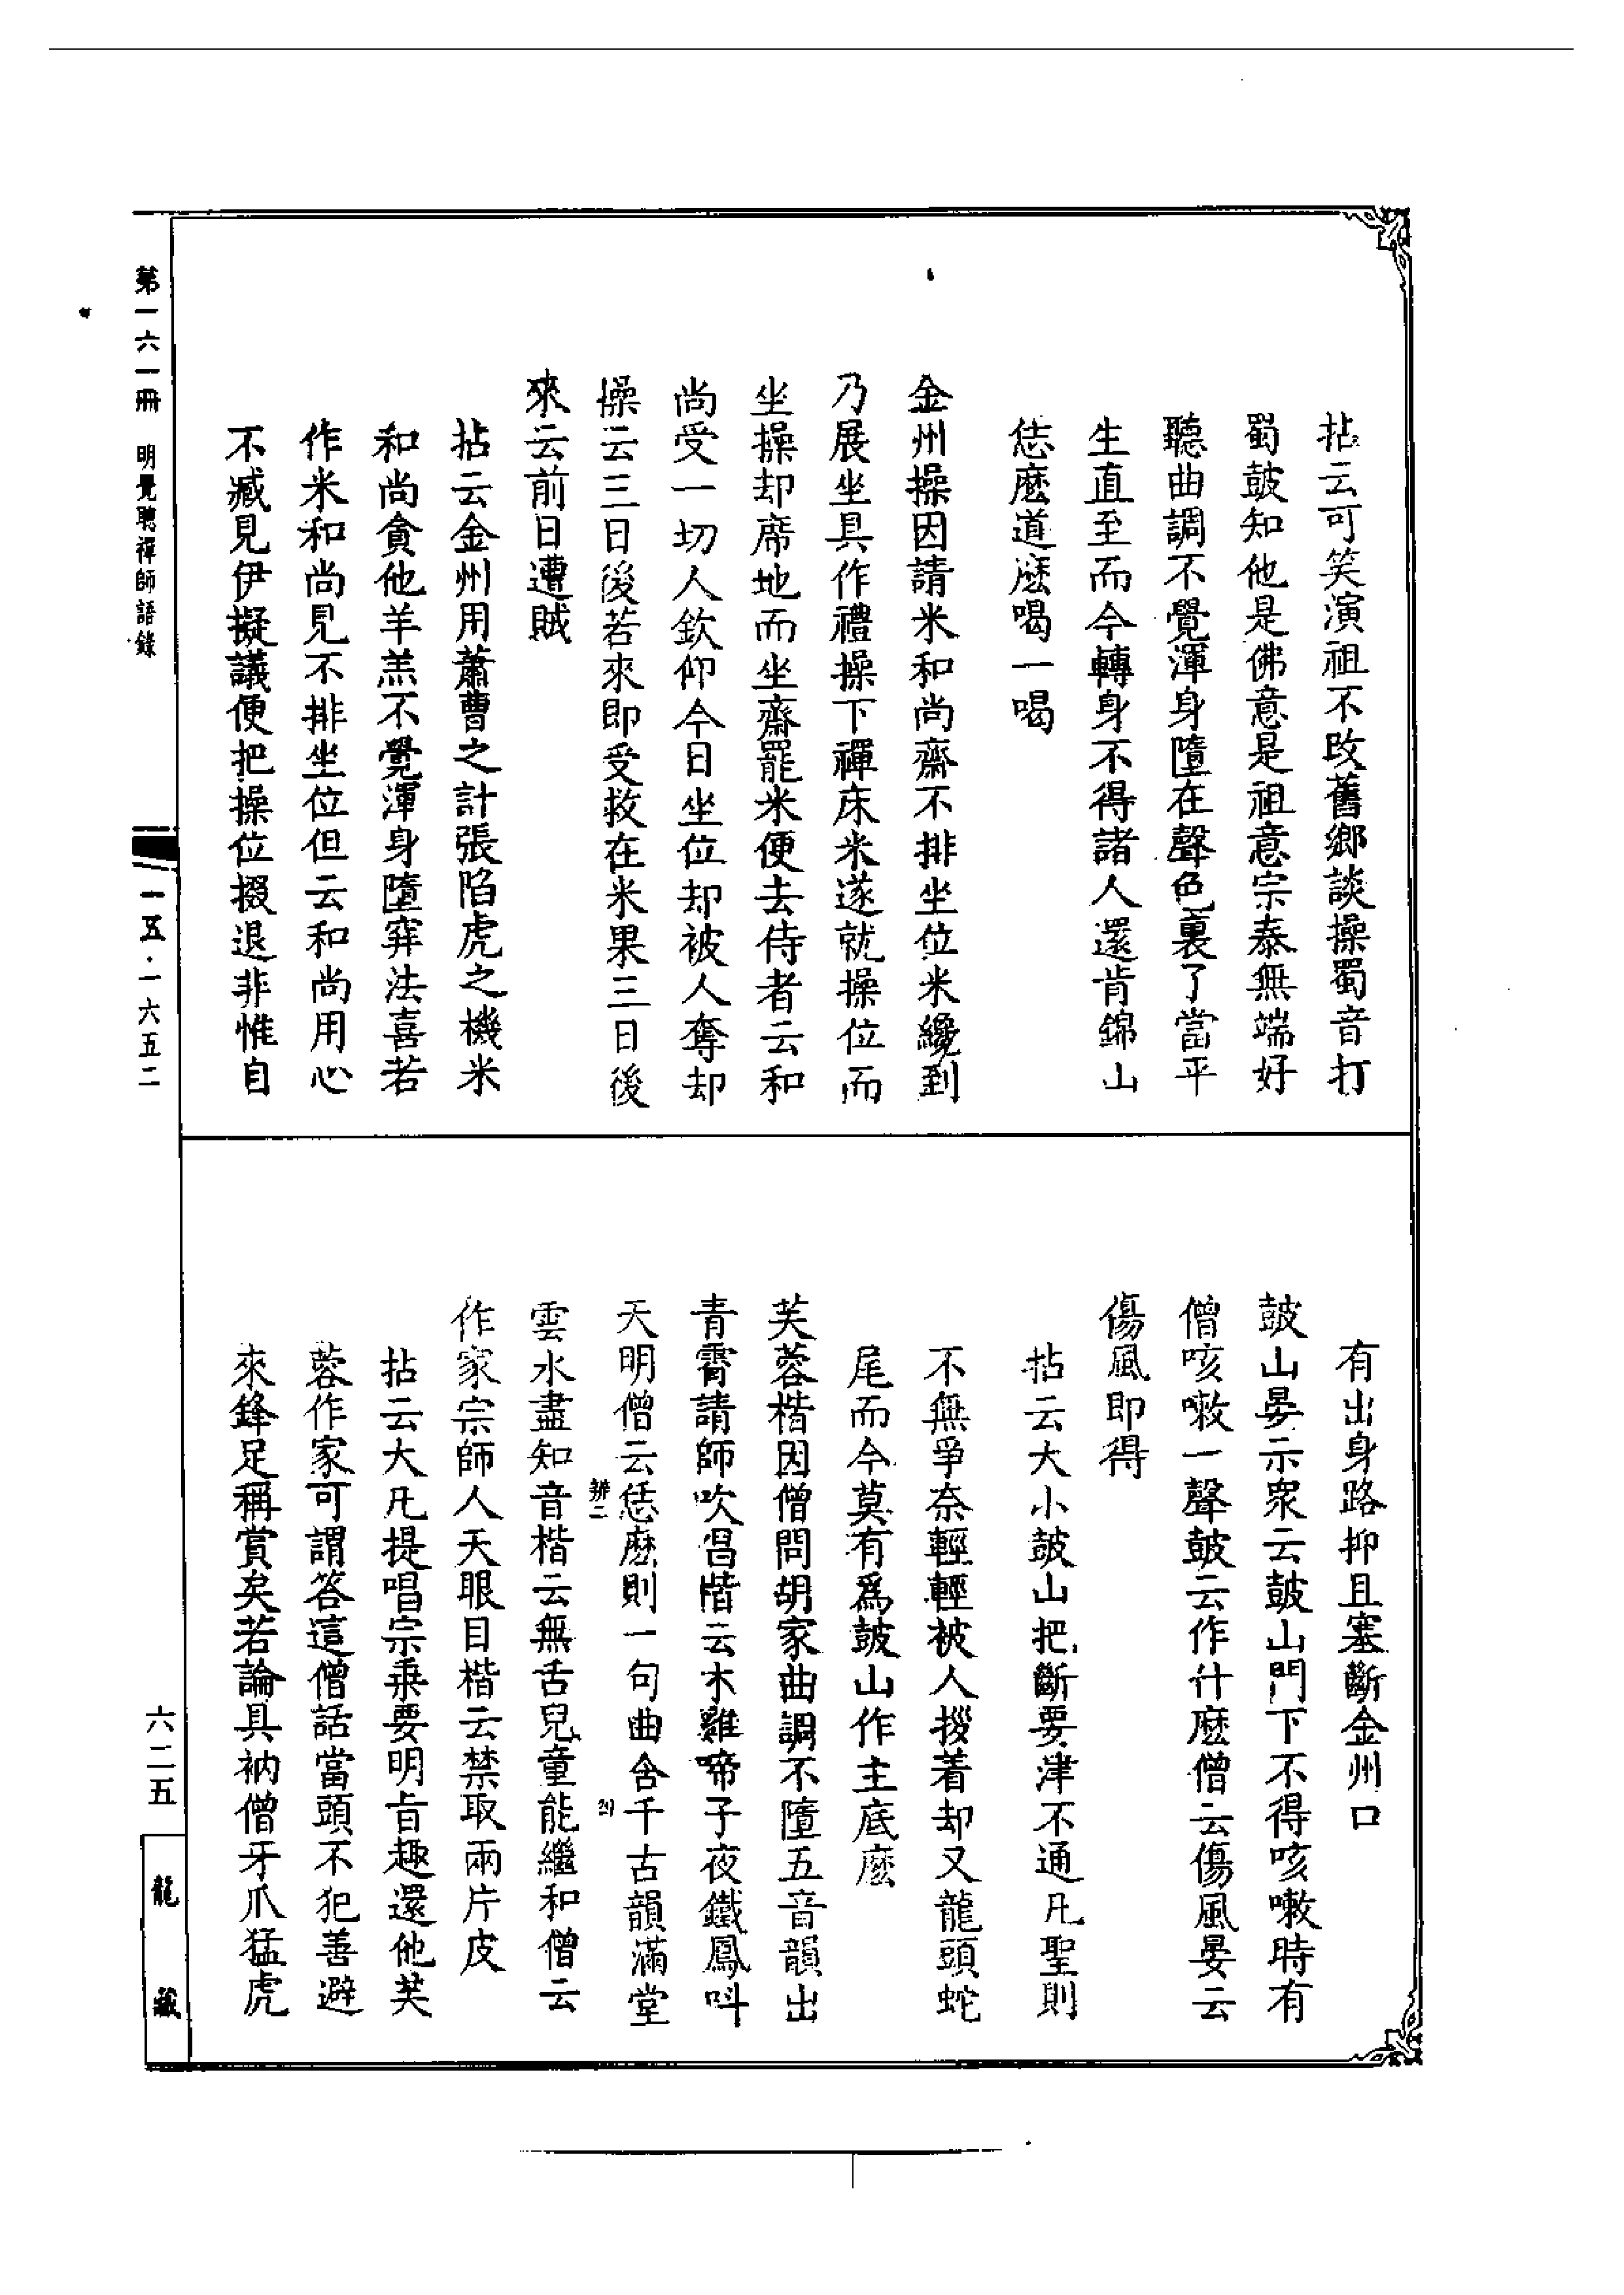 拈云可笑演祖不改舊鄉談操蜀音打
蜀鼓知他是佛意是祖意宗泰無端好
聽曲調不覺渾身墮在聲色裏了當平
生直至而今轉身不得諸人還肯錦山
恁麼道麼喝一喝
金州操因請米和尚齋不排坐位米纔到
乃展坐具作禮操下禪床米遂就操位而
坐操却席地而坐齋罷米便去侍者云和
尚受一切人欽仰今日坐位却被人奪却
操云三日後若來即受救在米果三日後
來云前日遭賊
拈云金州用蕭曹之計張陷虎之機米
和尚貪他羊羔不覺渾身墮穽法喜若
作米和尚見不排坐位但云和尚用心
不臧見伊擬議便把操位掇退非惟自
有出身路抑且塞斷金州口
皷山晏示眾云皷山門下不得咳嗽時有
僧咳嗽一聲皷云作什麼僧云傷風晏云
傷風即得
拈云大小皷山把斷要津不通凡聖則
不無爭奈輕輕被人拶着却又龍頭蛇
尾而今莫有為皷山作主底麼
芙蓉楷因僧問胡家曲調不墮五音韻出
青霄請師吹唱楷云木雞啼子夜鐵鳳叫
天明僧云恁麼則一句曲含千古韻滿堂
雲水盡知音楷云無舌兒童能繼和僧云
作家宗師人天眼目楷云禁取兩片皮
拈云大凡提唱宗乘要明旨趣還他芙
蓉作家可謂答這僧話當頭不犯善避
來鋒足稱賞矣若論具衲僧牙爪猛虎
第一六一冊 明覺聰禪師語錄
一五·一六五二
六二五
龍藏